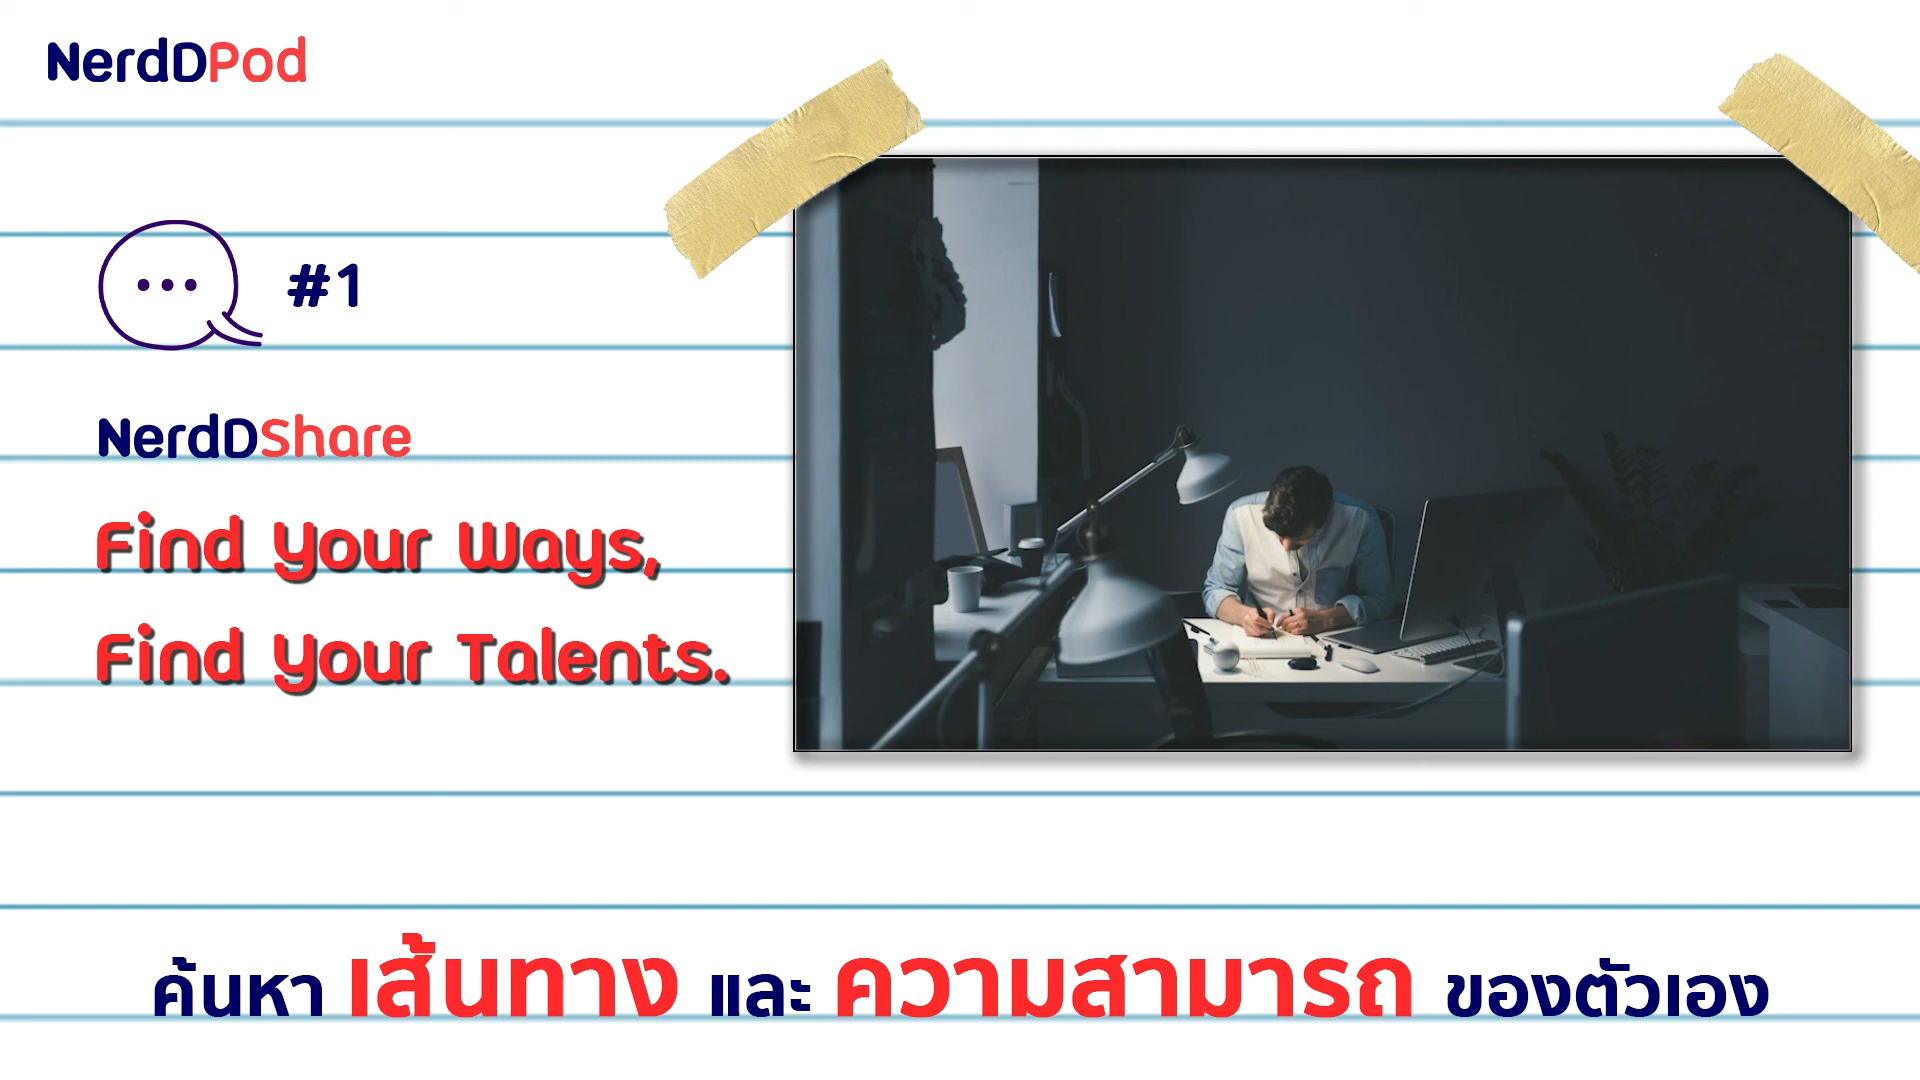 NerdDPod
#1
NerdDShare
Find Your Ways,
Find Your Talents.
ค้นหา เส้นทาง และ ความสามารถ ของตัวเอง